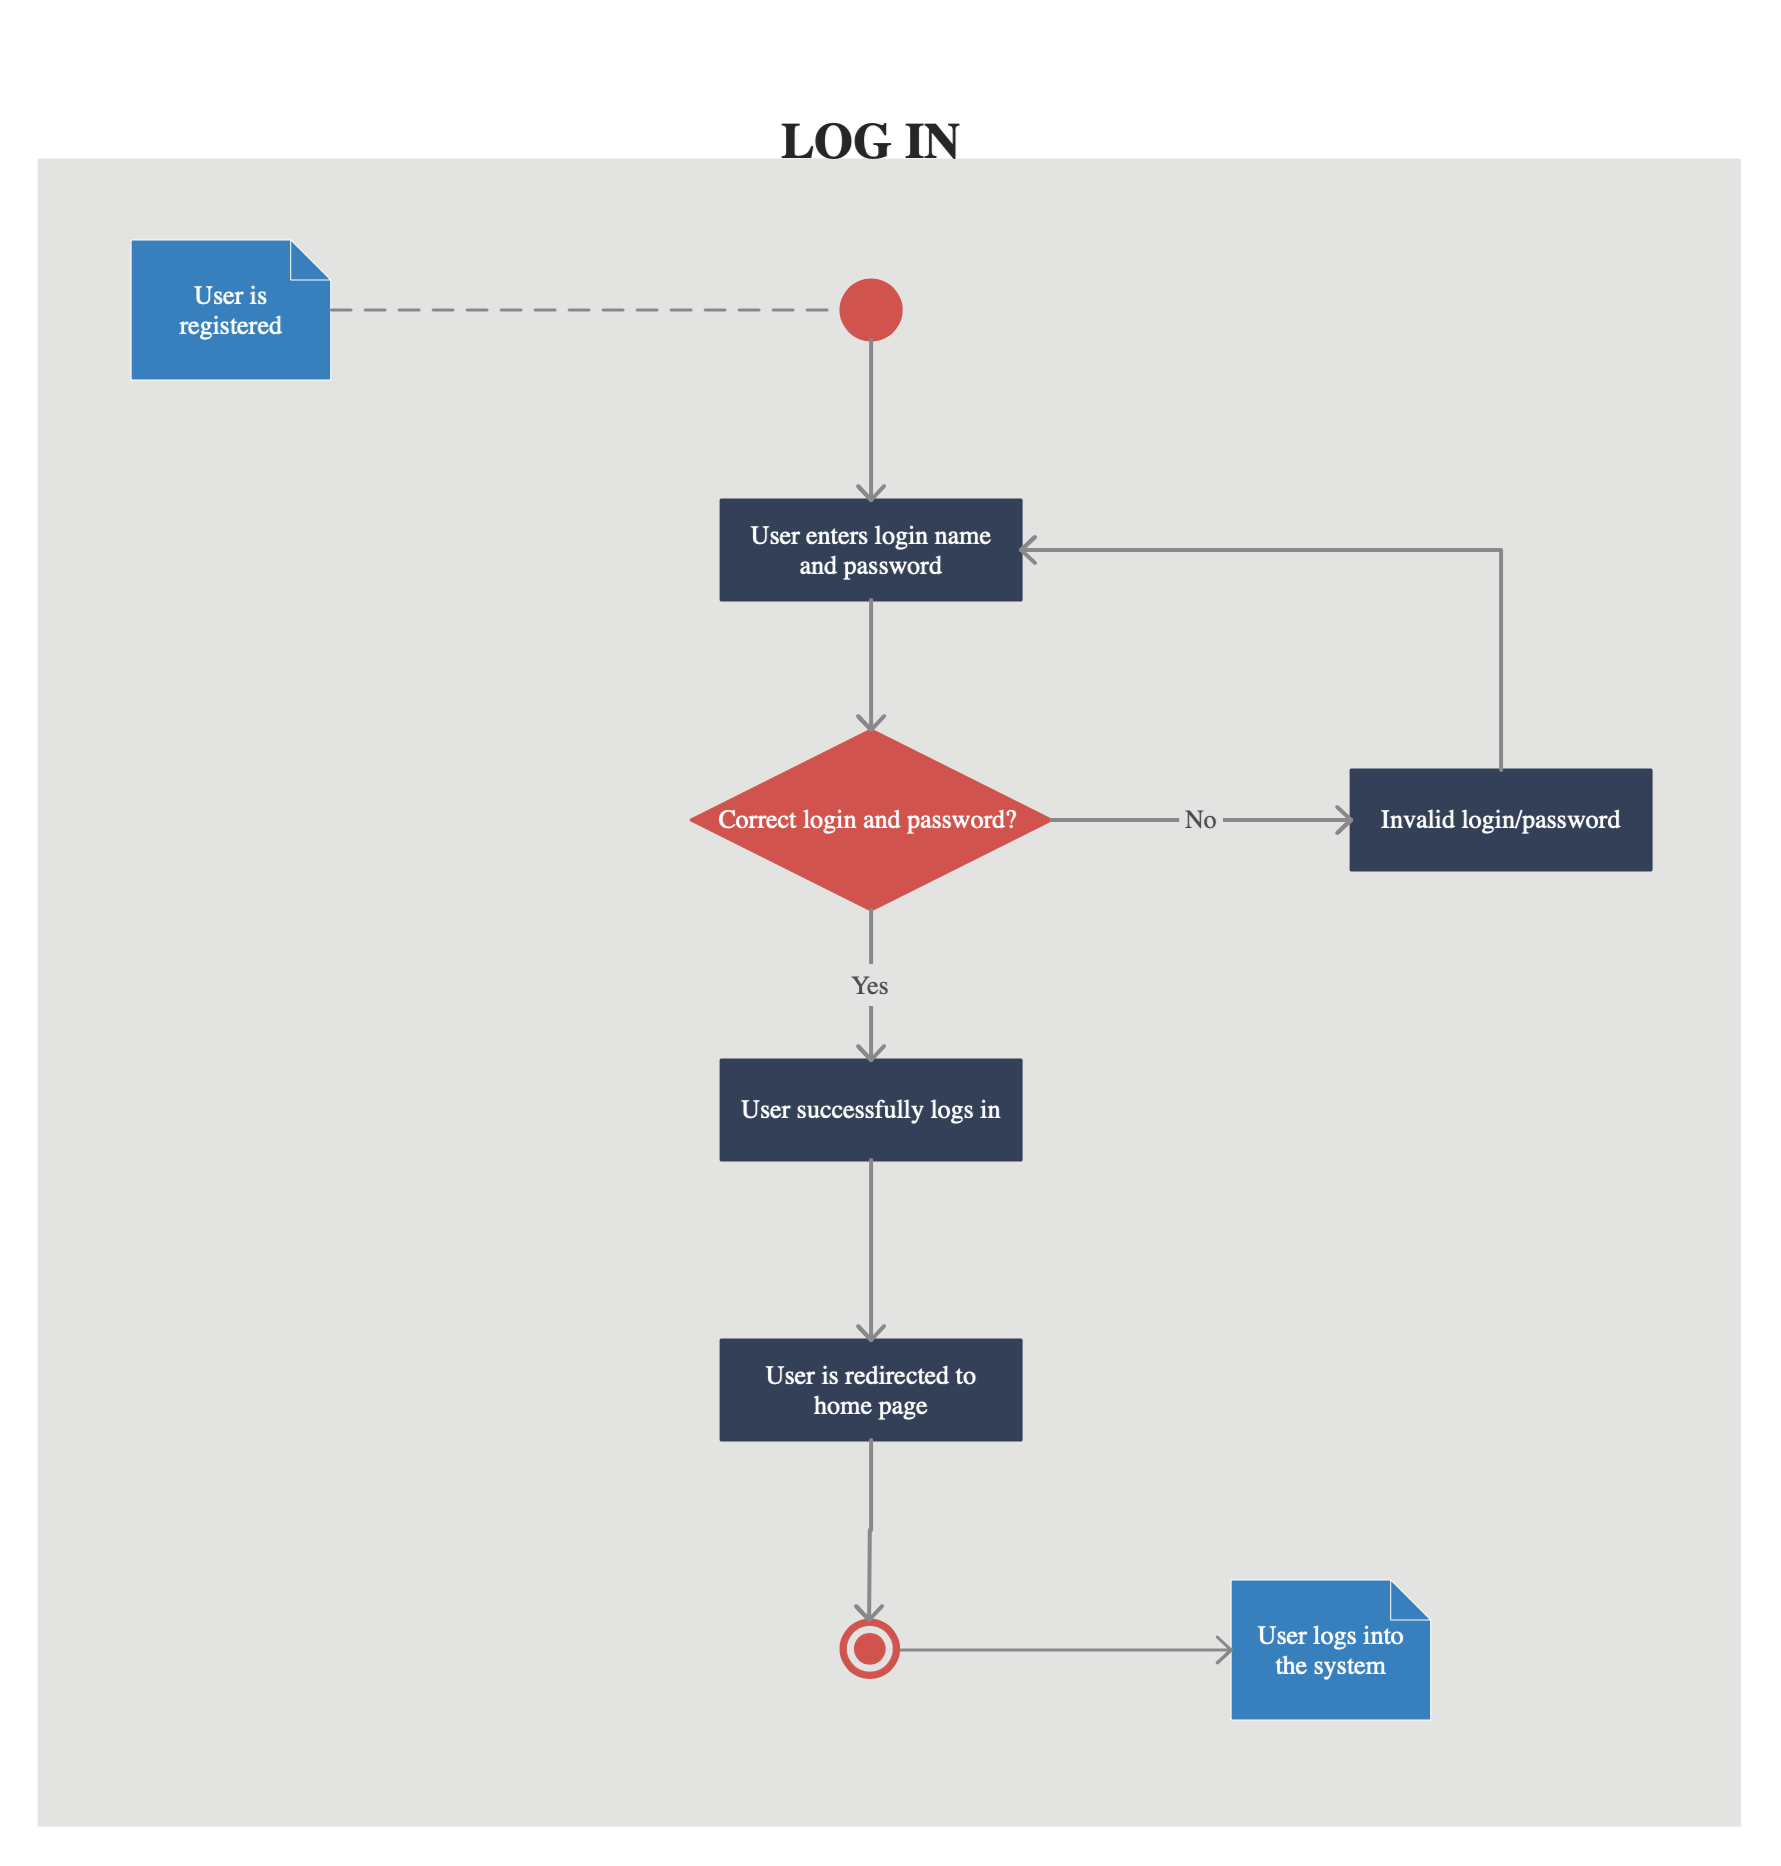 LOG IN
User is
registered
User enters login name
and password
Correct login and password?
No
Invalid login/password
Yes
User successfully logs in
User is redirected to
home page
User logs into
the system